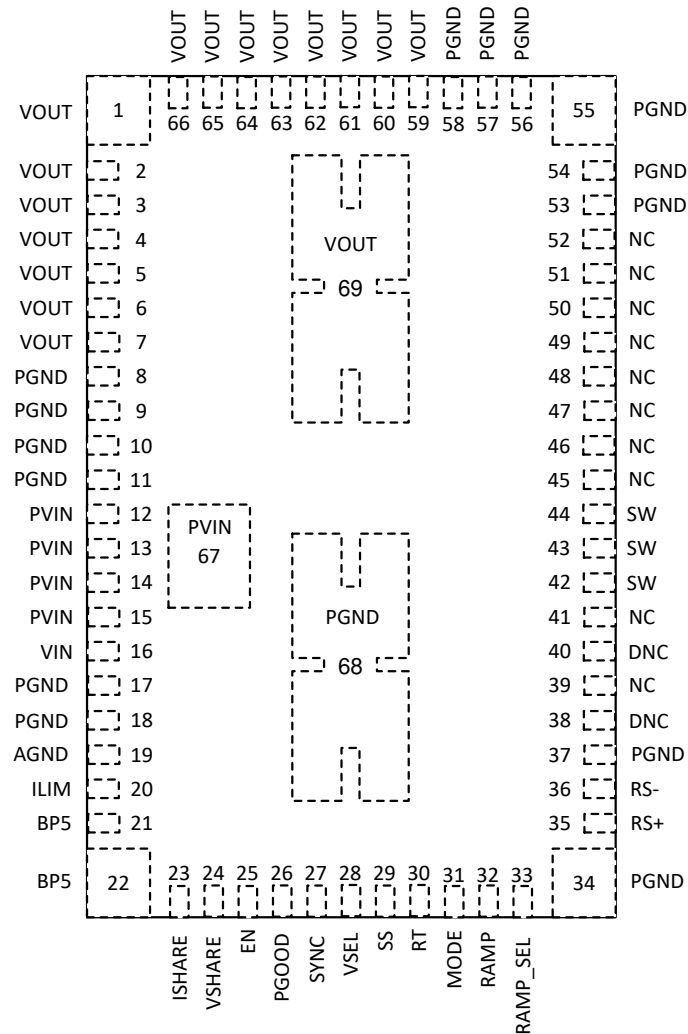 VOUT VOUT VOUT VOUT VOUT VOUT VOUT VOUT PGND PGND PGND
66 65 64 63 62 61 60 59 58 57 56
VOUT 1 55 PGND
VOUT 2 54 PGND
VOUT 3 53 PGND
VOUT 4 52 NC
VOUT 5 51 NC
VOUT 6 50 NC
VOUT 7 49 NC
PGND 8 48 NC
PGND 9 47 NC
PGND 10 46 NC
PGND 11 45 NC
PVIN 12 44 SW
PVIN 13 43 SW
PVIN 14 42 SW
PVIN 15 41 NC
VIN 16 40 DNC
PGND 17 39 NC
PGND 18 38 DNC
AGND 19 37 PGND
ILIM 20 36 RS-
BP5 21 35 RS+
BP5 22 34 PGND
VOUT
69
PVIN
67
PGND
68
23 24 25 26 27 28 29 30 31 32 33
ISHARE VSHARE EN PGOOD SYNC VSEL SS RT MODE RAMP RAMP_SEL